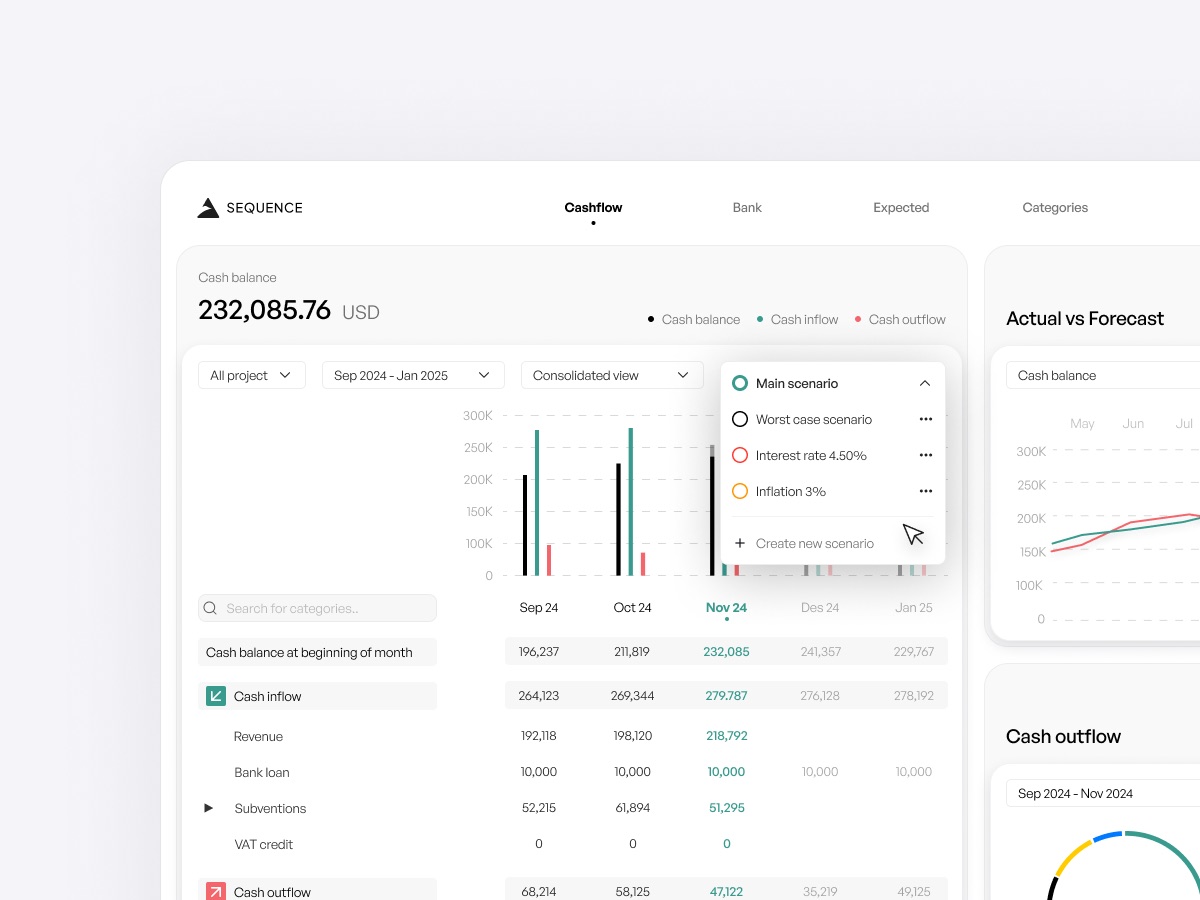 SEQUENCE
Cashflow
Bank
Expected
Categories
Cash balance
232,085.76 USD
Cash balance
Cash inflow
Cash outflow
All project
Sep 2024 - Jan 2025
Consolidated view
Main scenario
Worst case scenario
Interest rate 4.50%
Inflation 3%
+ Create new scenario
300K
250K
200K
150K
100K
0
Sep 24 Oct 24 Nov 24 Des 24 Jan 25
Search for categories..
Cash balance at beginning of month 196,237 211,819 232,085 241,357 229,767
Cash inflow 264,123 269,344 279.787 276,128 278,192
Revenue 192,118 198,120 218,792
Bank loan 10,000 10,000 10,000 10,000 10,000
Subventions 52,215 61,894 51,295
VAT credit 0 0 0
Cash outflow 68,214 58,125 47,122 35,219 49,125
Actual vs Forecast
Cash balance
May Jun Jul
300K
250K
200K
150K
100K
0
Cash outflow
Sep 2024 - Nov 2024